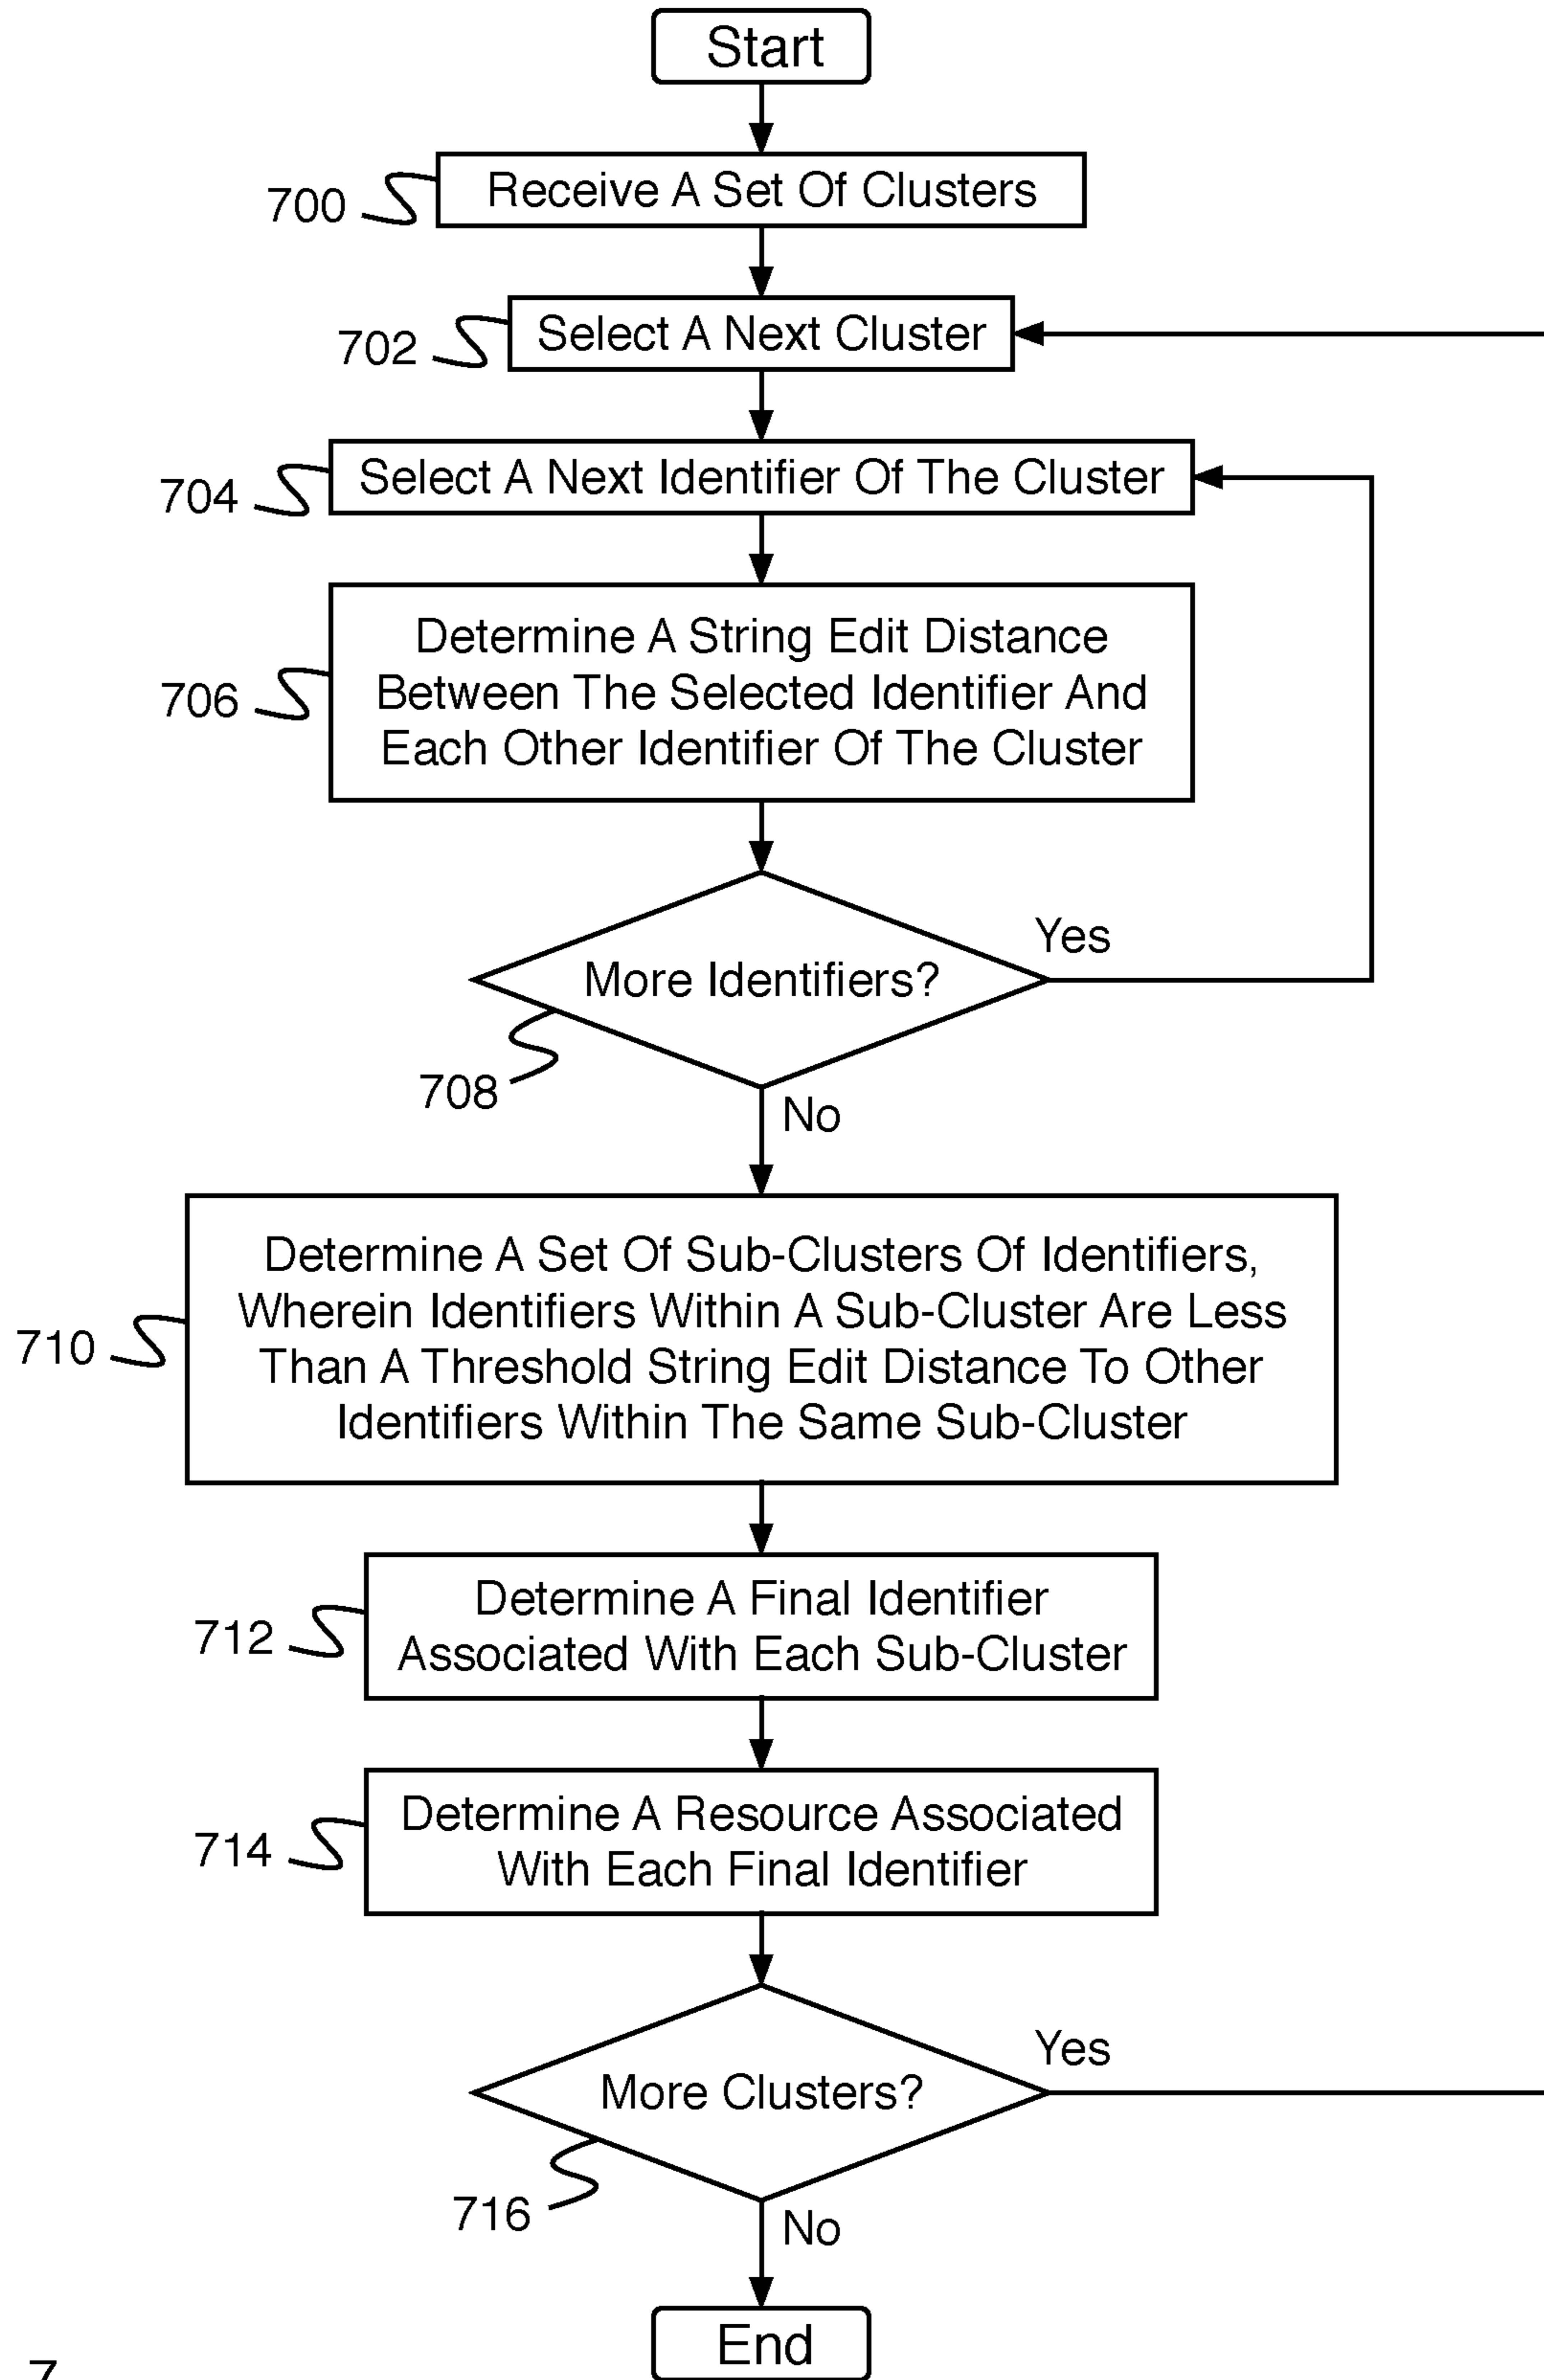 Start
700
Receive A Set Of Clusters
702
Select A Next Cluster
704
Select A Next Identifier Of The Cluster
706
Determine A String Edit Distance
Between The Selected Identifier And
Each Other Identifier Of The Cluster
Yes
More Identifiers?
708
No
710
Determine A Set Of Sub-Clusters Of Identifiers,
Wherein Identifiers Within A Sub-Cluster Are Less
Than A Threshold String Edit Distance To Other
Identifiers Within The Same Sub-Cluster
712
Determine A Final Identifier
Associated With Each Sub-Cluster
714
Determine A Resource Associated
With Each Final Identifier
Yes
More Clusters?
716
No
End